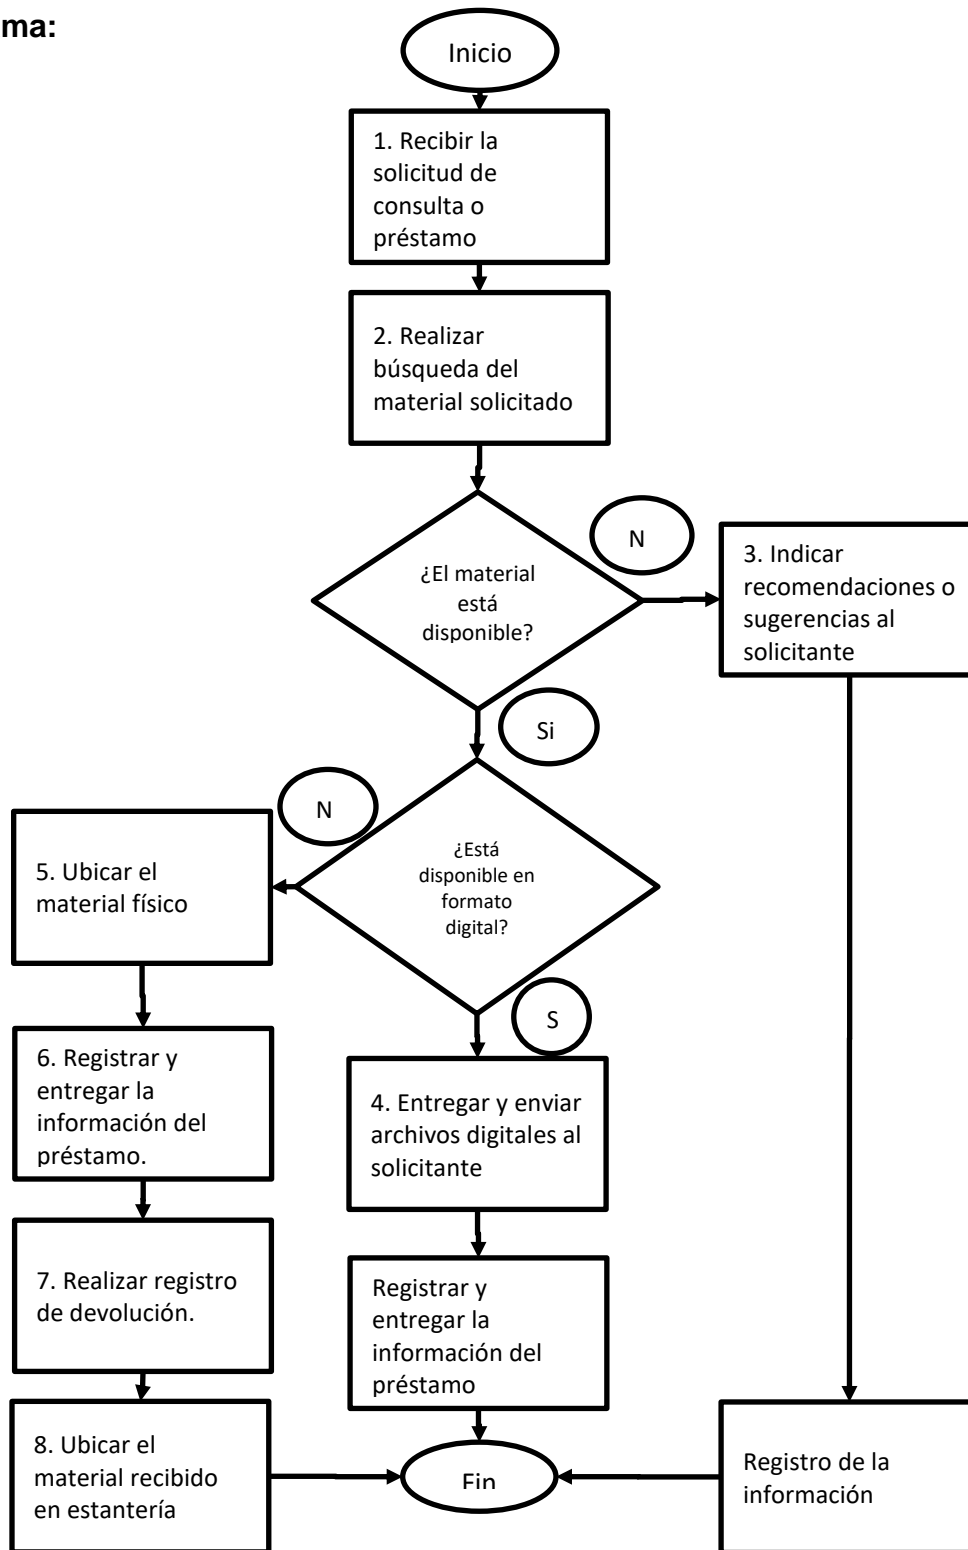 ma:
Inicio
1. Recibir la
solicitud de
consulta o
préstamo
2. Realizar
búsqueda del
material solicitado
¿El material
está
disponible?
N
3. Indicar
recomendaciones o
sugerencias al
solicitante
Si
N
¿Está
disponible en
formato
digital?
5. Ubicar el
material físico
S
6. Registrar y
entregar la
información del
préstamo.
4. Entregar y enviar
archivos digitales al
solicitante
7. Realizar registro
de devolución.
Registrar y
entregar la
información del
préstamo
8. Ubicar el
material recibido
en estantería
Fin
Registro de la
información